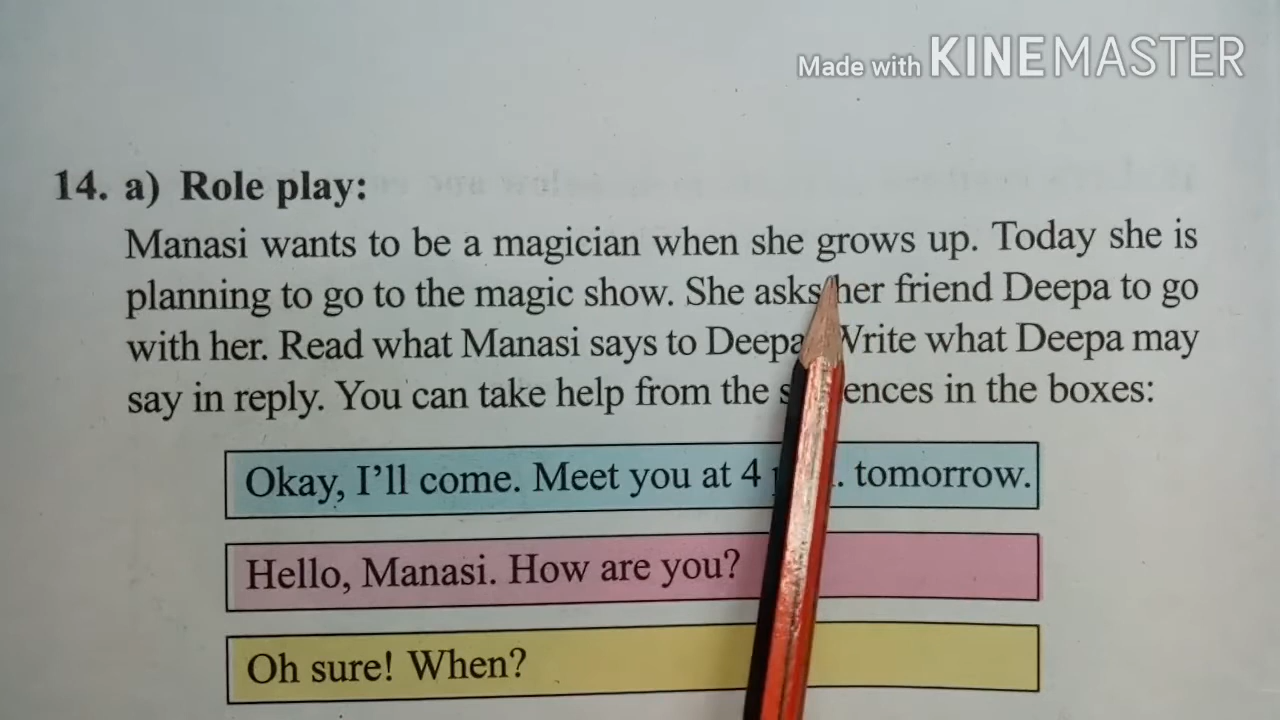 Made with KINEMASTER
14. a) Role play:
Manasi wants to be a magician when she grows up. Today she is
planning to go to the magic show. She asks her friend Deepa to go
with her. Read what Manasi says to Deepa. Write what Deepa may
say in reply. You can take help from the sentences in the boxes:
Okay, I'll come. Meet you at 4 tomorrow.
Hello, Manasi. How are you?
Oh sure! When?